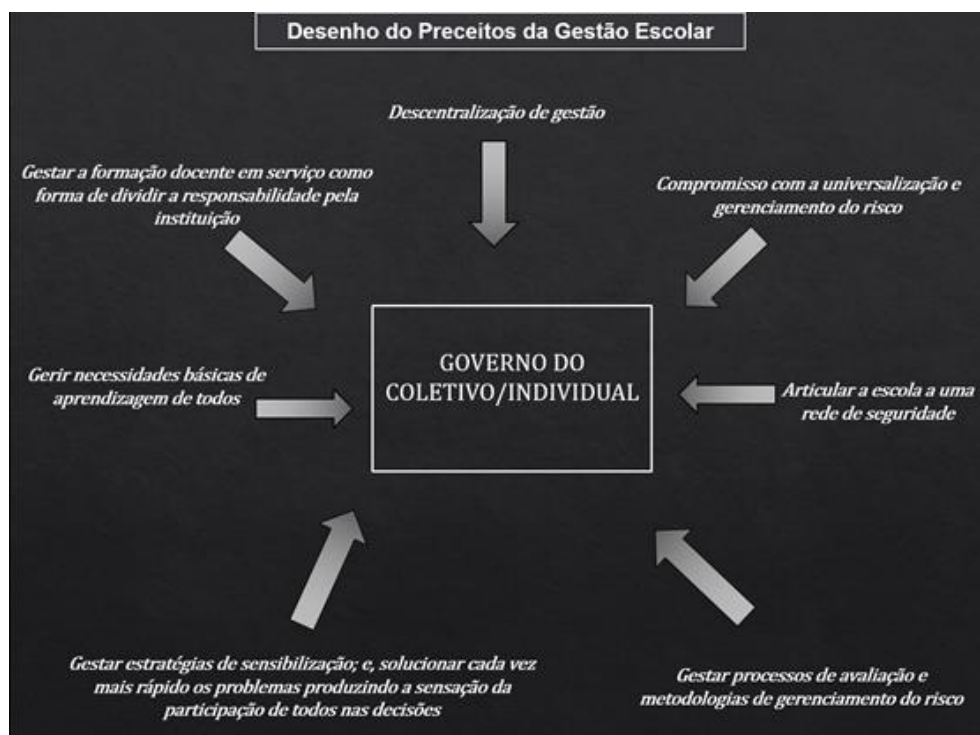 Desenho do Preceitos da Gestão Escolar
Descentralização de gestão
Gestar a formação docente em serviço como
forma de dividir a responsabilidade pela
instituição
Compromisso com a universalização e
gerenciamento do risco
GOVERNO DO
COLETIVO/INDIVIDUAL
Gerir necessidades básicas de
aprendizagem de todos
Articular a escola a uma
rede de seguridade
Gestar estratégias de sensibilização; e, solucionar cada vez
mais rápido os problemas produzindo a sensação da
participação de todos nas decisões
Gestar processos de avaliação e
metodologias de gerenciamento do risco